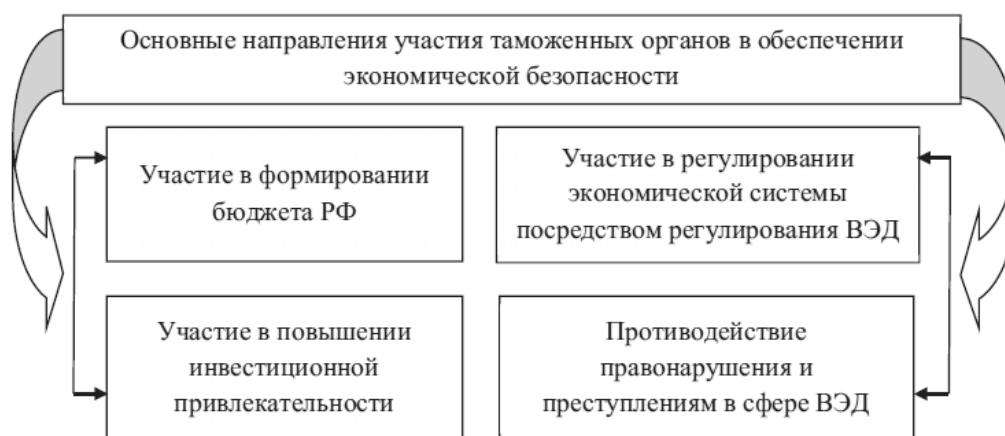 Основные направления участия таможенных органов в обеспечении
экономической безопасности
Участие в формировании
бюджета РФ
Участие в регулировании
экономической системы
посредством регулирования ВЭД
Участие в повышении
инвестиционной
привлекательности
Противодействие
правонарушения и
преступлениям в сфере ВЭД